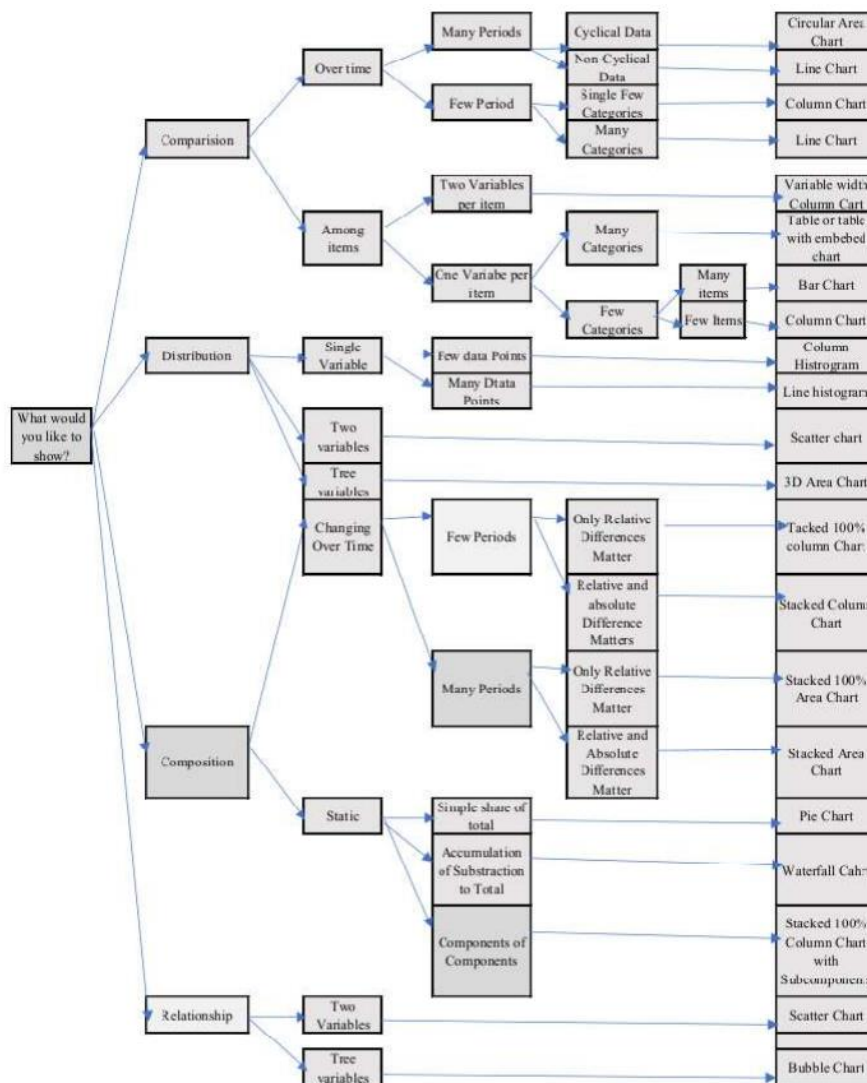 What would
you like to
show?
Comparision
Over time
Many Periods
Cyclical Data
Circular Area
Chart
Non-Cyclical
Data
Line Chart
Few Period
Single Few
Categories
Column Chart
Many
Categories
Line Chart
Among
items
Two Variables
per item
Variable width
Column Cart
One Variabe per
item
Many
Categories
Table or table
with embebed
chart
Few
Categories
Many
items
Bar Chart
Few Items
Column Chart
Distribution
Single
Variable
Few data Points
Column
Histrogram
Many Dtata
Points
Line histogram
Two
variables
Scatter chart
Tree
variables
3D Area Chart
Composition
Changing
Over Time
Few Periods
Only Relative
Differences
Matter
Tacked 100%
column Char
Relative and
absolute
Difference
Matters
Stacked Colum
Chart
Many Periods
Only Relative
Differences
Matter
Stacked 100%
Area Chart
Relative and
Absolute
Differences
Matter
Stacked Area
Chart
Static
Simple share of
total
Pie Chart
Accumulation
of Substraction
to Total
Waterfall Cahr
Components of
Components
Stacked 100%
Column Chart
with
Subcomponen
Relationship
Two
Variables
Scatter Chart
Tree
variables
Bubble Chart